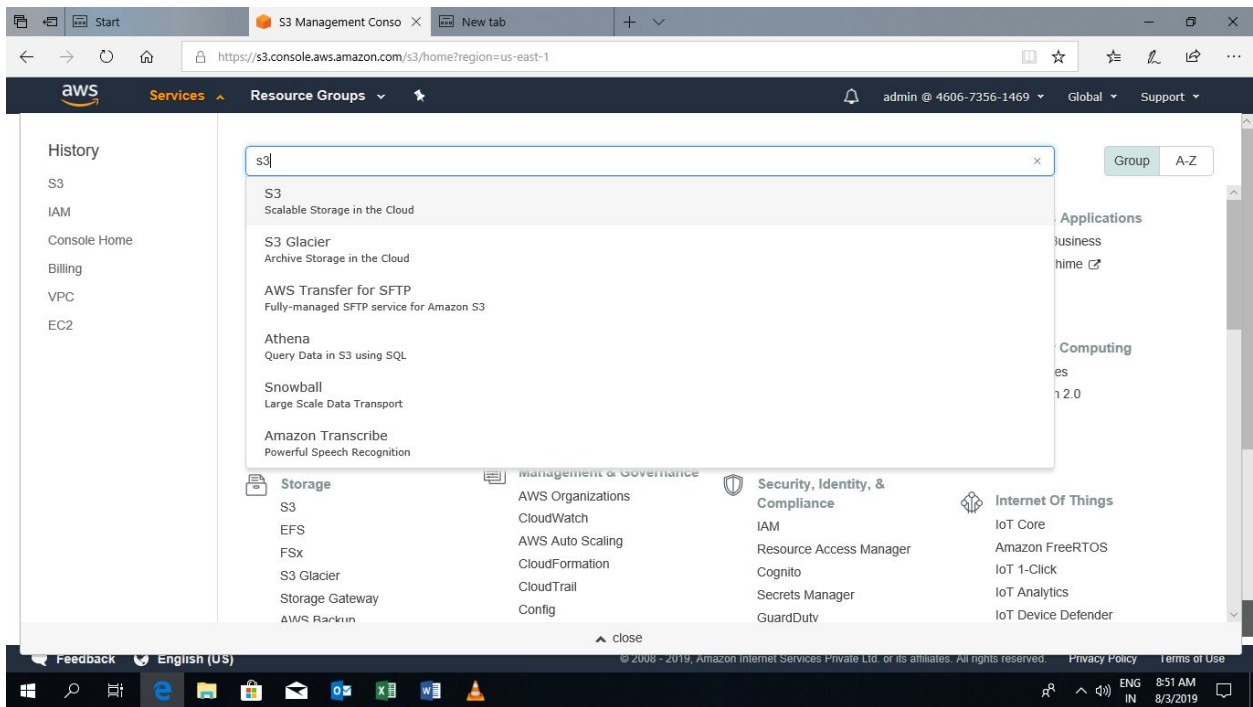 Start
S3 Management Conso
New tab
https://s3.console.aws.amazon.com/s3/home?region=us-east-1
aws
Services
Resource Groups
admin @ 4606-7356-1469
Global
Support
History
S3
IAM
Console Home
Billing
VPC
EC2
s3
Group
A-Z
S3
Scalable Storage in the Cloud
S3 Glacier
Archive Storage in the Cloud
AWS Transfer for SFTP
Fully-managed SFTP service for Amazon S3
Athena
Query Data in S3 using SQL
Snowball
Large Scale Data Transport
Amazon Transcribe
Powerful Speech Recognition
Applications
Business
hime
Computing
es
n 2.0
Storage
S3
EFS
FSx
S3 Glacier
Storage Gateway
AWS Backup
Management & Governance
AWS Organizations
CloudWatch
AWS Auto Scaling
CloudFormation
CloudTrail
Config
Security, Identity, &
Compliance
IAM
Resource Access Manager
Cognito
Secrets Manager
GuardDuty
Internet Of Things
IoT Core
Amazon FreeRTOS
IoT 1-Click
IoT Analytics
IoT Device Defender
close
Feedback
English (US)
© 2008 - 2019, Amazon Internet Services Private Ltd. or its affiliates. All rights reserved.
Privacy Policy
Terms of Use
ENG
IN
8:51 AM
8/3/2019